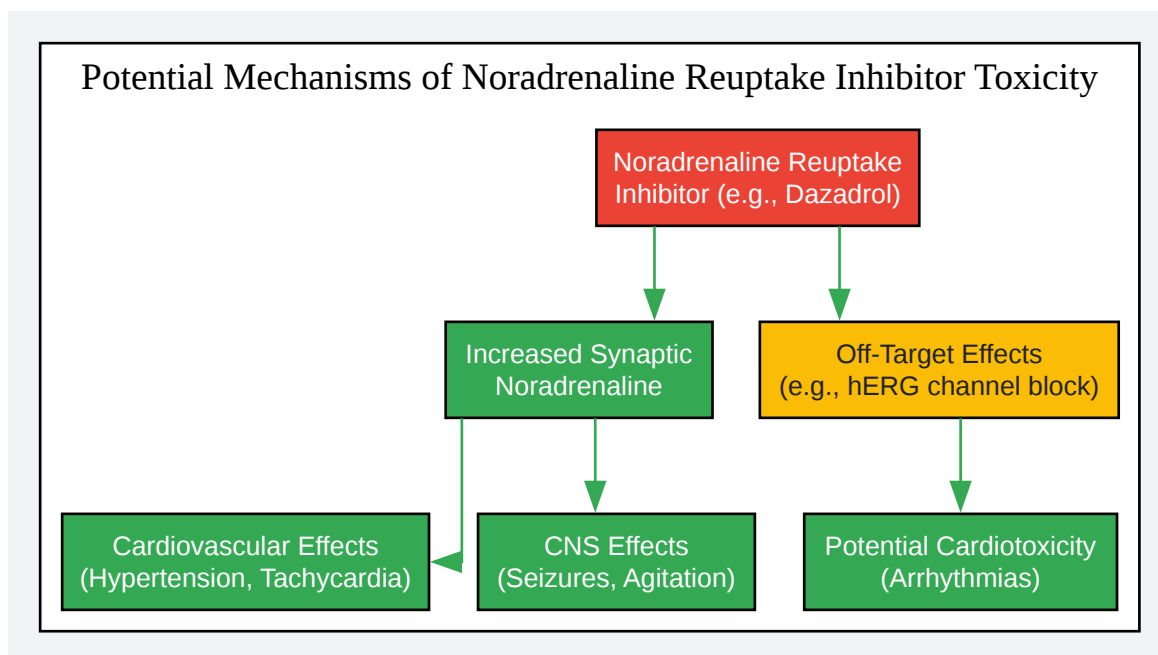 Potential Mechanisms of Noradrenaline Reuptake Inhibitor Toxicity
Noradrenaline Reuptake
Inhibitor (e.g., Dazadrol)
Increased Synaptic
Noradrenaline
Off-Target Effects
(e.g., hERG channel block)
Cardiovascular Effects
(Hypertension, Tachycardia)
CNS Effects
(Seizures, Agitation)
Potential Cardiotoxicity
(Arrhythmias)